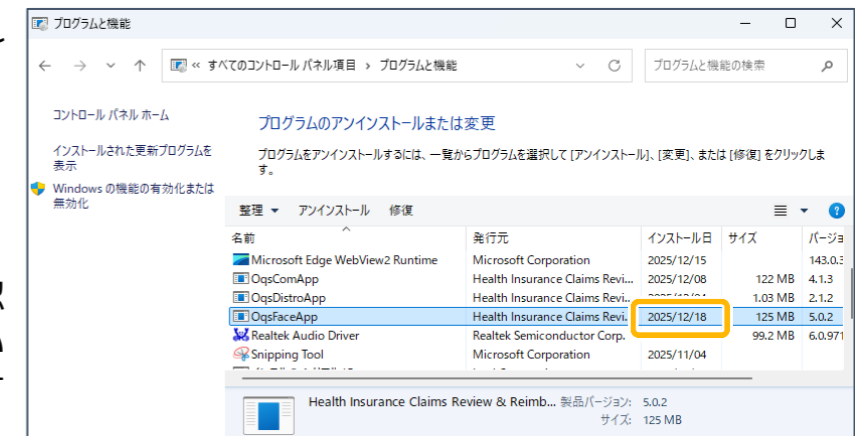 プログラムと機能
« すべてのコントロール パネル項目 › プログラムと機能
プログラムと機能の検索
コントロール パネル ホーム
インストールされた更新プログラムを
表示
Windows の機能の有効化または
無効化
プログラムのアンインストールまたは変更
プログラムをアンインストールするには、一覧からプログラムを選択して [アンインストール]、[変更]、または [修復] をクリックしま
す。
整理 アンインストール 修復
名前 発行元 インストール日 サイズ バージョ
Microsoft Edge WebView2 Runtime Microsoft Corporation 2025/12/15 143.0.3
OqsComApp Health Insurance Claims Revi... 2025/12/08 122 MB 4.1.3
OqsDistroApp Health Insurance Claims Revi... 1.03 MB 2.1.2
OqsFaceApp Health Insurance Claims Revi... 2025/12/18 125 MB 5.0.2
Realtek Audio Driver Realtek Semiconductor Corp. 99.2 MB 6.0.971
Snipping Tool Microsoft Corporation 2025/11/04
Health Insurance Claims Review & Reimb... 製品バージョン: 5.0.2
サイズ: 125 MB